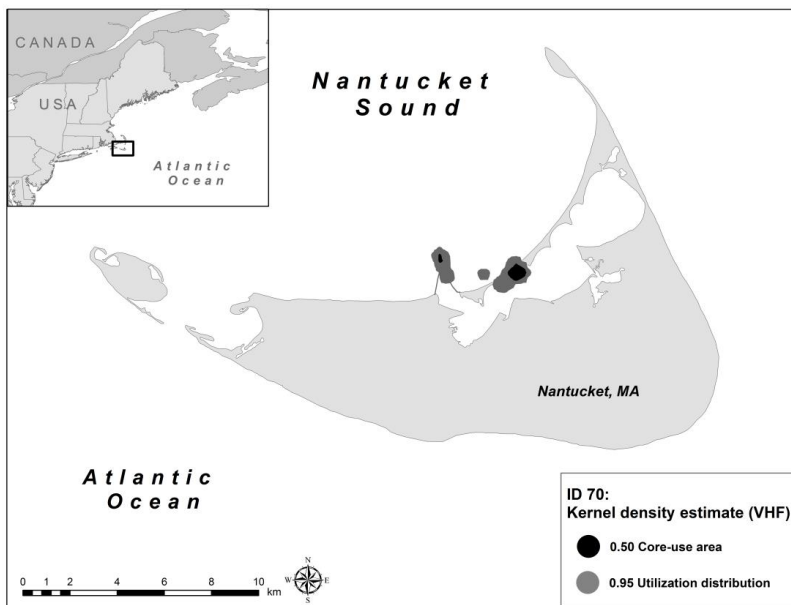 CANADA
USA
Atlantic
Ocean
Nantucket
Sound
Nantucket, MA
Atlantic
Ocean
ID 70:
Kernel density estimate (VHF)
0.50 Core-use area
0.95 Utilization distribution
0 2 4 6 8 10
km
N
W E
S